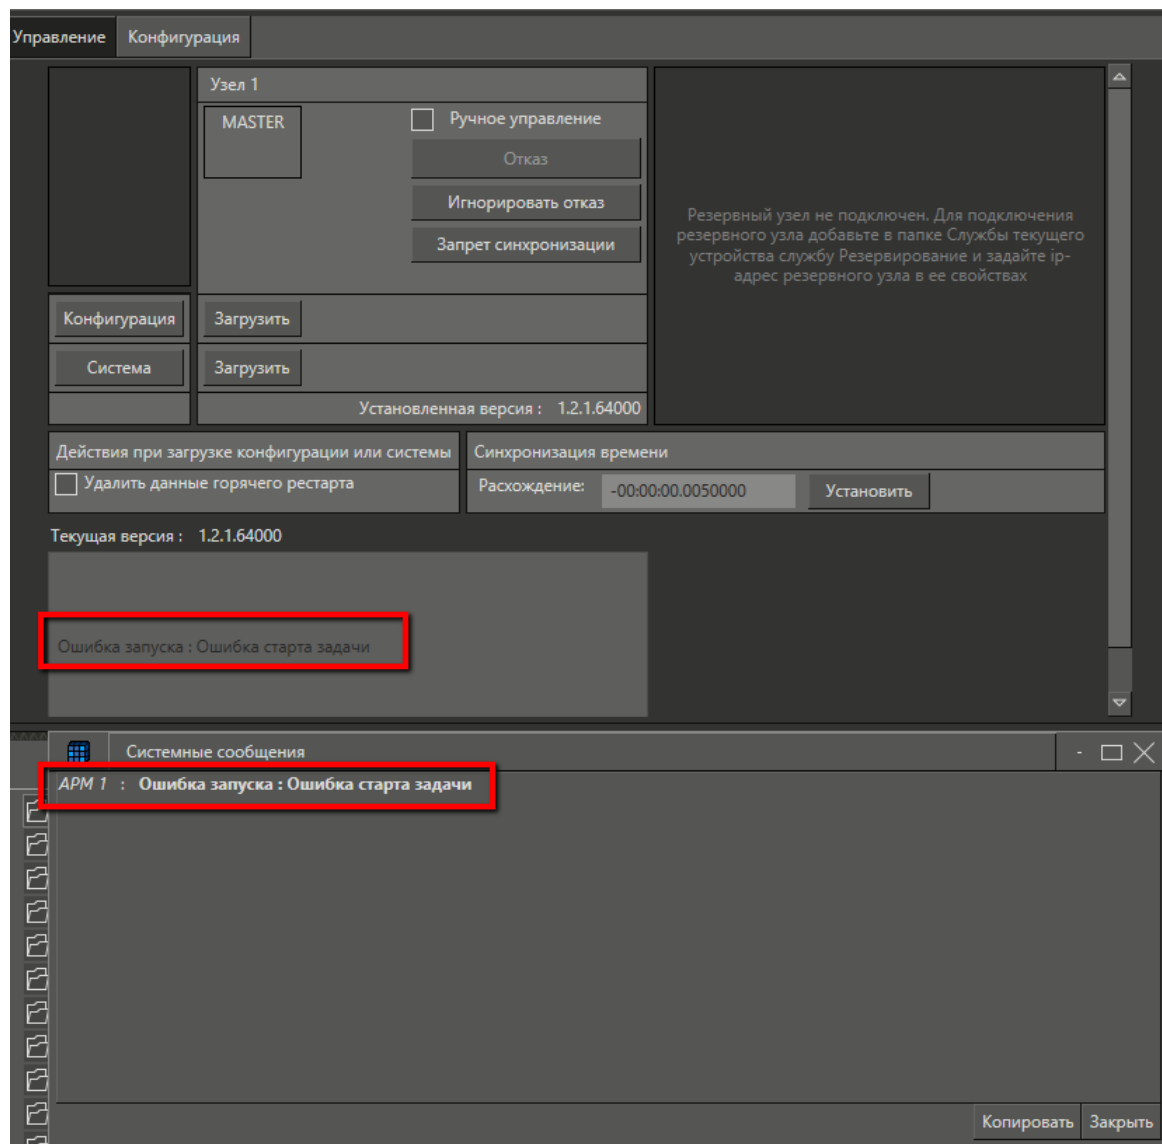 Управление Конфигурация
Узел 1
MASTER
Ручное управление
Отказ
Игнорировать отказ
Запрет синхронизации
Резервный узел не подключен. Для подключения
резервного узла добавьте в папке Службы текущего
устройства службу Резервирование и задайте ip-
адрес резервного узла в ее свойствах
Конфигурация Загрузить
Система Загрузить
Установленная версия : 1.2.1.64000
Действия при загрузке конфигурации или системы
Удалить данные горячего рестарта
Синхронизация времени
Расхождение: -00:00:00.0050000 Установить
Текущая версия : 1.2.1.64000
Ошибка запуска : Ошибка старта задачи
Системные сообщения
АРМ 1 : Ошибка запуска : Ошибка старта задачи
Копировать Закрыть